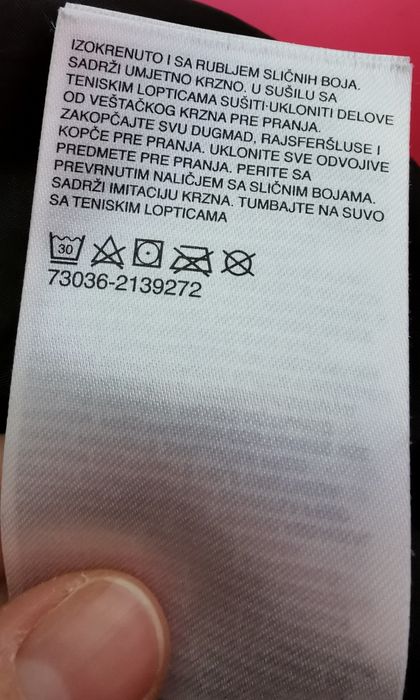 IZOKRENUTO I SA RUBLJEM SLIČNIH BOJA.
SADRŽI UMJETNO KRZNO. U SUŠILU SA
TENISKIM LOPTICAMA SUŠITI·UKLONITI DELOVE
OD VEŠTAČKOG KRZNA PRE PRANJA.
ZAKOPČAJTE SVU DUGMAD, RAJSFERŠLUSE I
KOPČE PRE PRANJA. UKLONITE SVE ODVOJIVE
PREDMETE PRE PRANJA. PERITE SA
PREVRNUTIM NALIČJEM SA SLIČNIM BOJAMA.
SADRŽI IMITACIJU KRZNA. TUMBAJTE NA SUVO
SA TENISKIM LOPTICAMA
30
73036-2139272